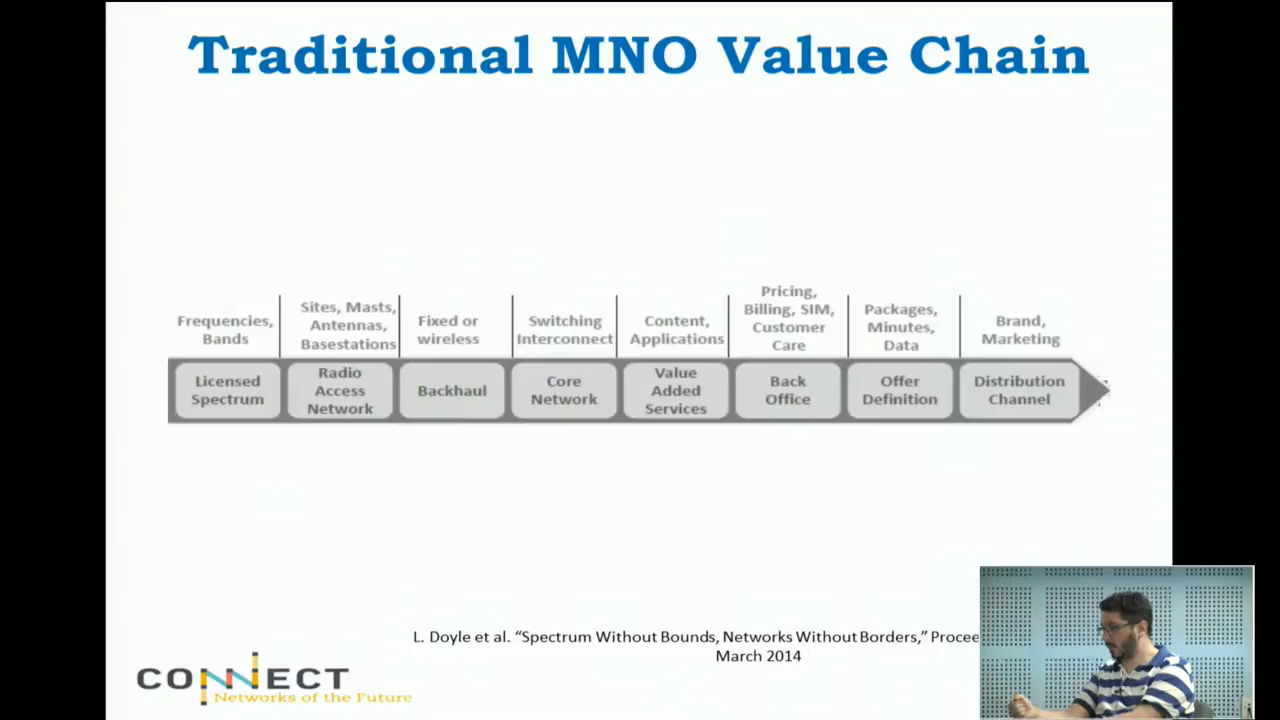 Traditional MNO Value Chain
Frequencies,
Bands
Sites, Masts,
Antennas,
Basestations
Fixed or
wireless
Switching
Interconnect
Content,
Applications
Pricing,
Billing, SIM,
Customer
Care
Packages,
Minutes,
Data
Brand,
Marketing
Licensed
Spectrum
Radio
Access
Network
Backhaul
Core
Network
Value
Added
Services
Back
Office
Offer
Definition
Distribution
Channel
L. Doyle et al. “Spectrum Without Bounds, Networks Without Borders,”
March 2014
CONNECT
Networks of the Future